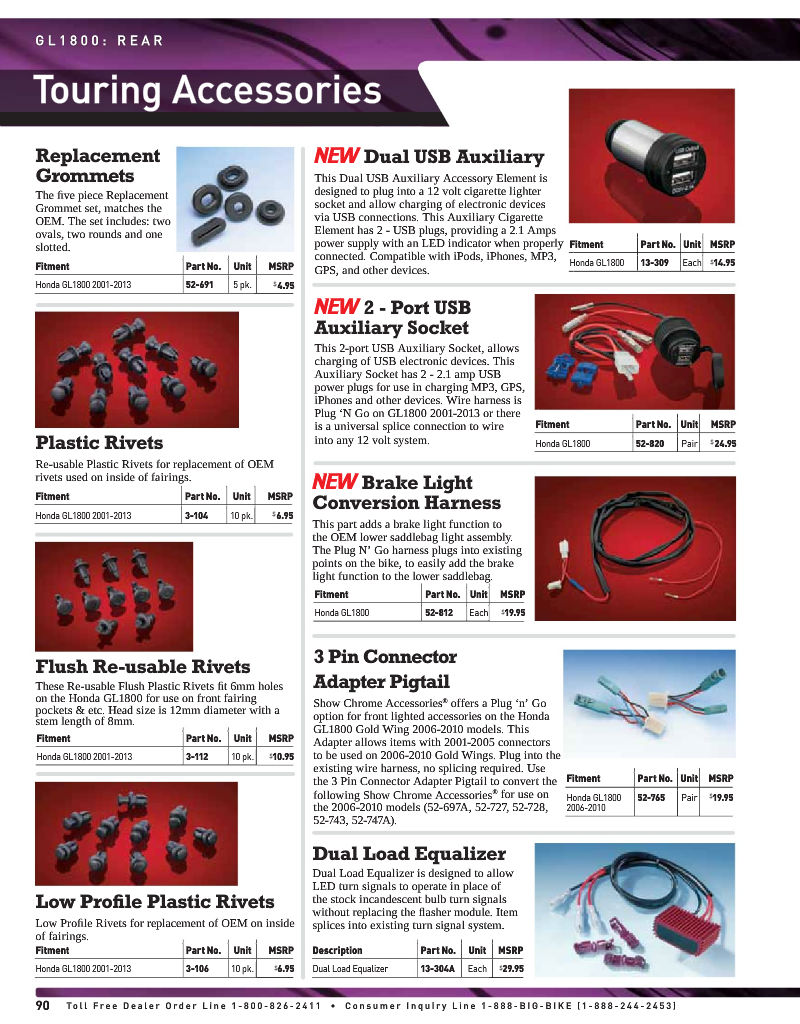 GL1800: REAR
Touring Accessories
Replacement
Grommets
The five piece Replacement
Grommet set, matches the
OEM. The set includes: two
ovals, two rounds and one
slotted.
Fitment Part No. Unit MSRP
Honda GL1800 2001-2013 52-691 5 pk. $4.95
Plastic Rivets
Re-usable Plastic Rivets for replacement of OEM
rivets used on inside of fairings.
Fitment Part No. Unit MSRP
Honda GL1800 2001-2013 3-104 10 pk. $6.95
Flush Re-usable Rivets
These Re-usable Flush Plastic Rivets fit 6mm holes
on the Honda GL1800 for use on front fairing
pockets & etc. Head size is 12mm diameter with a
stem length of 8mm.
Fitment Part No. Unit MSRP
Honda GL1800 2001-2013 3-112 10 pk. $10.95
Low Profile Plastic Rivets
Low Profile Rivets for replacement of OEM on inside
of fairings.
Fitment Part No. Unit MSRP
Honda GL1800 2001-2013 3-106 10 pk. $6.95
NEW Dual USB Auxiliary
This Dual USB Auxiliary Accessory Element is
designed to plug into a 12 volt cigarette lighter
socket and allow charging of electronic devices
via USB connections. This Auxiliary Cigarette
Element has 2 - USB plugs, providing a 2.1 Amps
power supply with an LED indicator when properly
connected. Compatible with iPods, iPhones, MP3,
GPS, and other devices.
Fitment Part No. Unit MSRP
Honda GL1800 13-309 Each $14.95
NEW 2 - Port USB
Auxiliary Socket
This 2-port USB Auxiliary Socket, allows
charging of USB electronic devices. This
Auxiliary Socket has 2 - 2.1 amp USB
power plugs for use in charging MP3, GPS,
iPhones and other devices. Wire harness is
Plug ‘N Go on GL1800 2001-2013 or there
is a universal splice connection to wire
into any 12 volt system.
Fitment Part No. Unit MSRP
Honda GL1800 52-820 Pair $24.95
NEW Brake Light
Conversion Harness
This part adds a brake light function to
the OEM lower saddlebag light assembly.
The Plug N’ Go harness plugs into existing
points on the bike, to easily add the brake
light function to the lower saddlebag.
Fitment Part No. Unit MSRP
Honda GL1800 52-812 Each $19.95
3 Pin Connector
Adapter Pigtail
Show Chrome Accessories® offers a Plug ‘n’ Go
option for front lighted accessories on the Honda
GL1800 Gold Wing 2006-2010 models. This
Adapter allows items with 2001-2005 connectors
to be used on 2006-2010 Gold Wings. Plug into the
existing wire harness, no splicing required. Use
the 3 Pin Connector Adapter Pigtail to convert the
following Show Chrome Accessories® for use on
the 2006-2010 models (52-697A, 52-727, 52-728,
52-743, 52-747A).
Fitment Part No. Unit MSRP
Honda GL1800 52-765 Pair $19.95
2006-2010
Dual Load Equalizer
Dual Load Equalizer is designed to allow
LED turn signals to operate in place of
the stock incandescent bulb turn signals
without replacing the flasher module. Item
splices into existing turn signal system.
Description Part No. Unit MSRP
Dual Load Equalizer 13-304A Each $29.95
90 Toll Free Dealer Order Line 1-800-826-2411 • Consumer Inquiry Line 1-888-BIG-BIKE (1-888-244-2453)